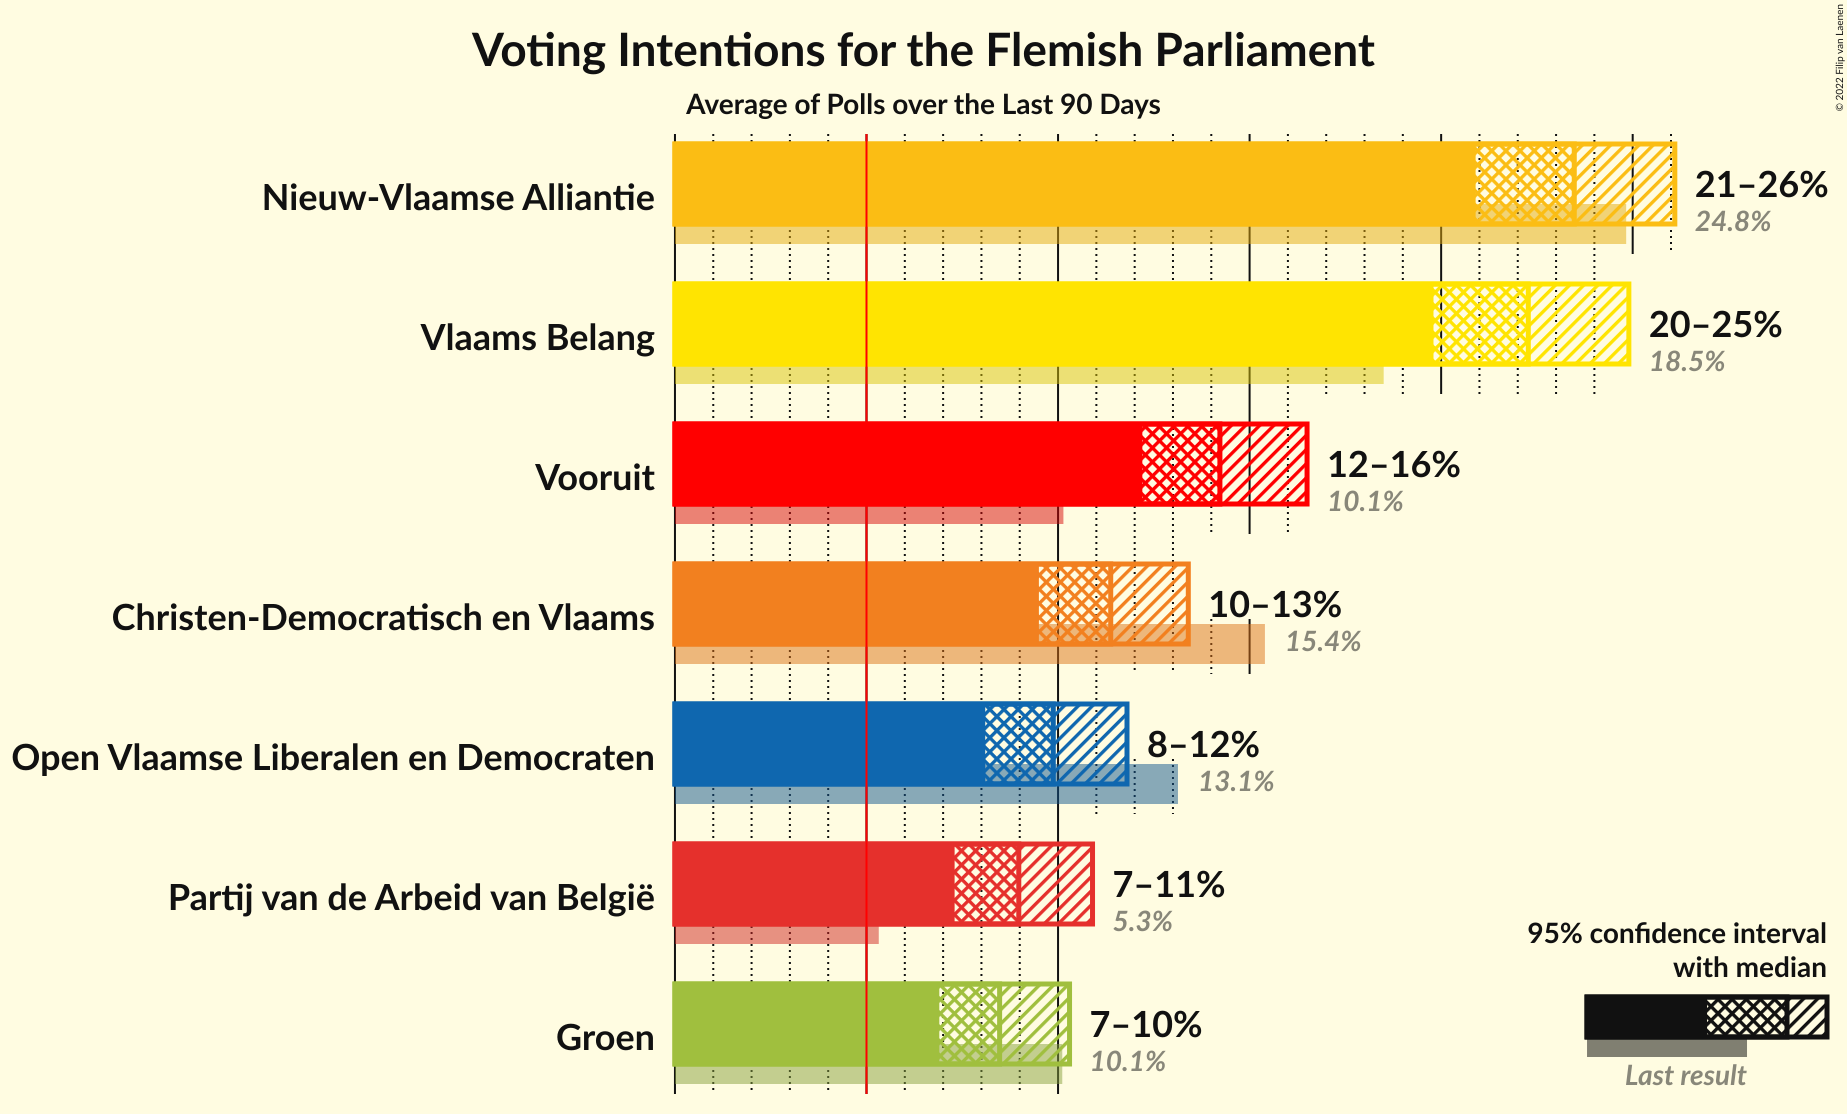 Voting Intentions for the Flemish Parliament
Average of Polls over the Last 90 Days
© 2022 Filip van Laenen
Nieuw-Vlaamse Alliantie
21–26%
24.8%
Vlaams Belang
20–25%
18.5%
Vooruit
12–16%
10.1%
Christen-Democratisch en Vlaams
10–13%
15.4%
Open Vlaamse Liberalen en Democraten
8–12%
13.1%
Partij van de Arbeid van België
7–11%
5.3%
Groen
7–10%
10.1%
95% confidence interval
with median
Last result